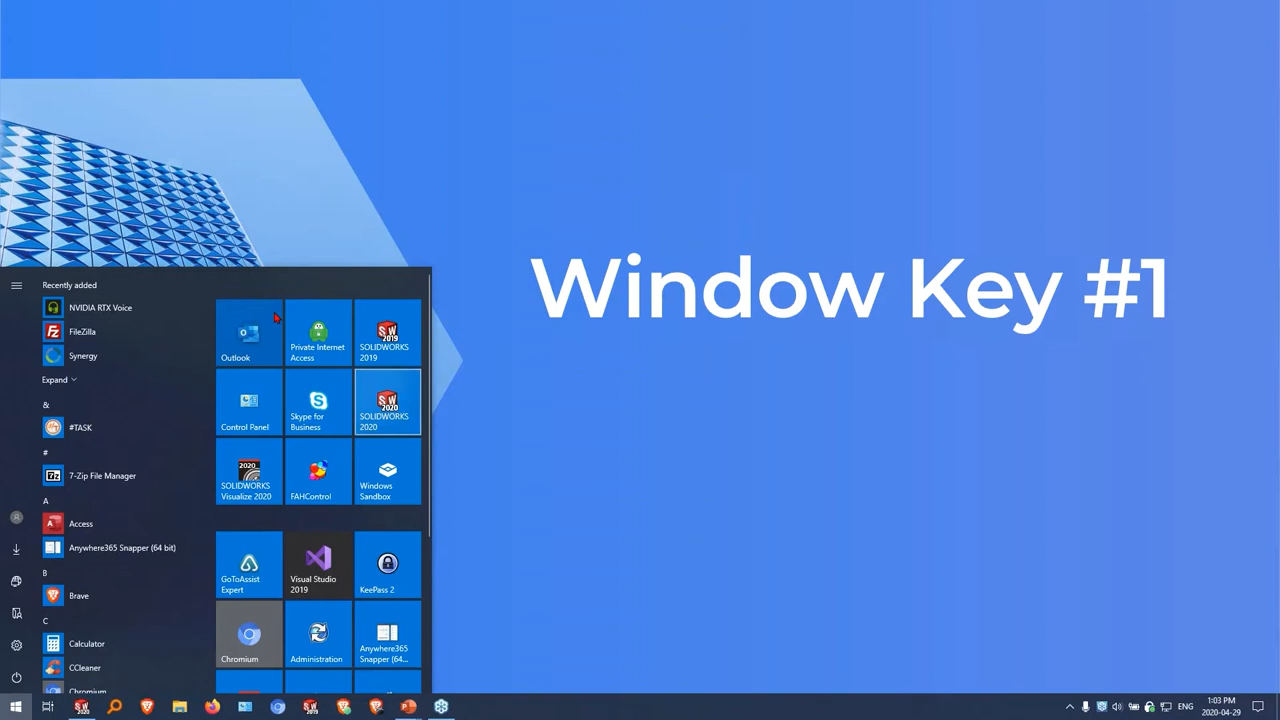 Window Key #1
Recently added
NVIDIA RTX Voice
FileZilla
Synergy
Expand
&
#TASK
#
7-Zip File Manager
A
Access
Anywhere365 Snapper (64 bit)
B
Brave
C
Calculator
CCleaner
Chromium
Outlook
Private Internet
Access
2019
SOLIDWORKS
2019
Control Panel
Skype for
Business
2020
SOLIDWORKS
2020
2020
SOLIDWORKS
Visualize 2020
FAHControl
Windows
Sandbox
GoToAssist
Expert
Visual Studio
2019
KeePass 2
Chromium
Administration
Anywhere365
Snapper (64...
ENG
1:03 PM
2020-04-29